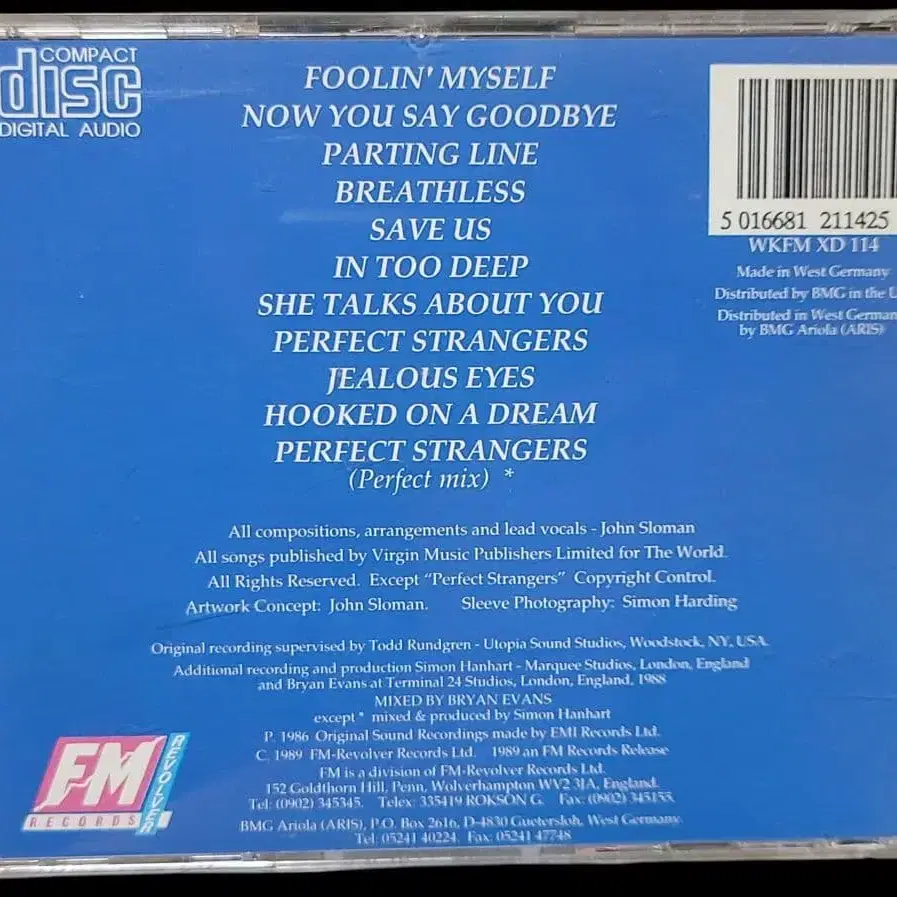 COMPACT
disc
DIGITAL AUDIO
FOOLIN' MYSELF
NOW YOU SAY GOODBYE
PARTING LINE
BREATHLESS
SAVE US
IN TOO DEEP
SHE TALKS ABOUT YOU
PERFECT STRANGERS
JEALOUS EYES
HOOKED ON A DREAM
PERFECT STRANGERS
(Perfect mix) *
5 016681 211425
WKFM XD 114
Made in West Germany
Distributed by BMG in the
Distributed in West
by BMG Ariola (ARIS)
All compositions, arrangements and lead vocals - John Sloman
All songs published by Virgin Music Publishers Limited for The World.
All Rights Reserved. Except "Perfect Strangers" Copyright Control.
Artwork Concept: John Sloman. Sleeve Photography: Simon Harding
Original recording supervised by Todd Rundgren - Utopia Sound Studios, Woodstock, NY, USA.
Additional recording and production Simon Hanhart - Marquee Studios, London, England
and Bryan Evans at Terminal 24 Studios, London, England, 1988
MIXED BY BRYAN EVANS
except * mixed & produced by Simon Hanhart
P. 1986 Original Sound Recordings made by EMI Records Ltd.
C. 1989 FM-Revolver Records Ltd. 1989 an FM Records Release
FM is a division of FM-Revolver Records Ltd.
152 Goldthorn Hill, Penn, Wolverhampton WV2 3JA, England.
Tel: (0902) 345345. Telex: 335419 ROKSON G. Fax: (0902) 345155.
BMG Ariola (ARIS), P.O. Box 2616, D-4830 Guetersloh, West Germany.
Tel: 05241 40224. Fax: 05241 47748
FM
RECORDS
REVOLVER